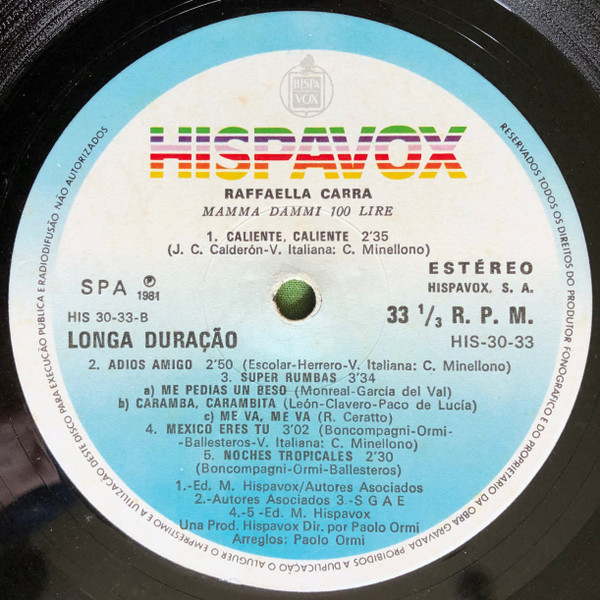 HISPA
VOX
HISPAVOX
RAFFAELLA CARRA
MAMMA DAMMI 100 LIRE
1. CALIENTE, CALIENTE 2'35
(J. C. Calderón-V. Italiana: C. Minellono)
SPA Ⓟ 1981
ESTÉREO
HISPAVOX, S. A.
HIS 30-33-B
33 1/3 R. P. M.
LONGA DURAÇÃO
HIS-30-33
2. ADIOS AMIGO 2'50 (Escolar-Herrero-V. Italiana: C. Minellono)
3. SUPER RUMBAS 3'34
a) ME PEDIAS UN BESO (Monreal-García del Val)
b) CARAMBA, CARAMBITA (León-Clavero-Paco de Lucía)
c) ME VA, ME VA (R. Ceratto)
4. MEXICO ERES TU 3'02 (Boncompagni-Ormi-
-Ballesteros-V. Italiana: C. Minellono)
5. NOCHES TROPICALES 2'30
(Boncompagni-Ormi-Ballesteros)
1.-Ed. M. Hispavox/Autores Asociados
2.-Autores Asociados 3.-S G A E
4.-5 -Ed. M. Hispavox
Una Prod. Hispavox Dir. por Paolo Ormi
Arreglos: Paolo Ormi
RESERVADOS TODOS OS DIREITOS DO PRODUTOR FONOGRÁFICO E DO PROPRIETÁRIO DA OBRA GRAVADA PROIBIDOS A DUPLICAÇÃO O ALUGUER O EMPRÉSTIMO E A UTILIZAÇÃO DESTE DISCO PARA EXECUÇÃO PÚBLICA E RADIODIFUSÃO NÃO AUTORIZADOS